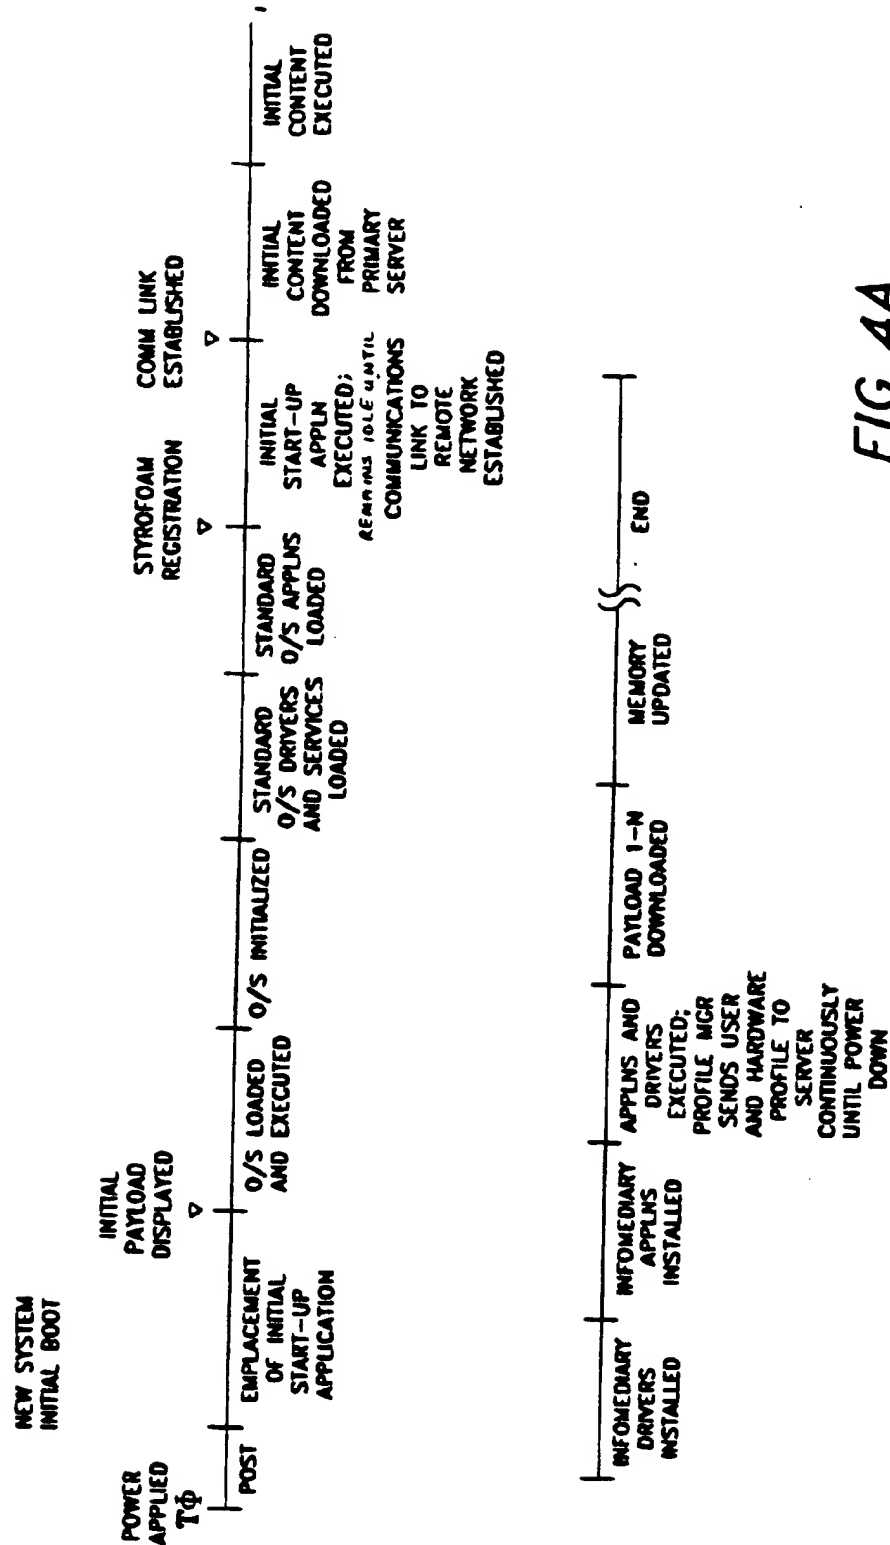 NEW SYSTEM
INITIAL BOOT
POWER
APPLIED
TΦ
INITIAL
PAYLOAD
DISPLAYED
STYROFOAM
REGISTRATION
COMM LINK
ESTABLISHED
POST
EMPLACEMENT
OF INITIAL
START-UP
APPLICATION
O/S LOADED
AND EXECUTED
O/S INITIALIZED
STANDARD
O/S DRIVERS
AND SERVICES
LOADED
STANDARD
O/S APPLNS
LOADED
INITIAL
START-UP
APPLN
EXECUTED;
REMAINS IDLE UNTIL
COMMUNICATIONS
LINK TO
REMOTE
NETWORK
ESTABLISHED
INITIAL
CONTENT
DOWNLOADED
FROM
PRIMARY
SERVER
INITIAL
CONTENT
EXECUTED
INFOMEDIARY
DRIVERS
INSTALLED
INFOMEDIARY
APPLNS
INSTALLED
APPLNS AND
DRIVERS
EXECUTED;
PROFILE MGR
SENDS USER
AND HARDWARE
PROFILE TO
SERVER
CONTINUOUSLY
UNTIL POWER
DOWN
PAYLOAD 1-N
DOWNLOADED
MEMORY
UPDATED
END
FIG 4A